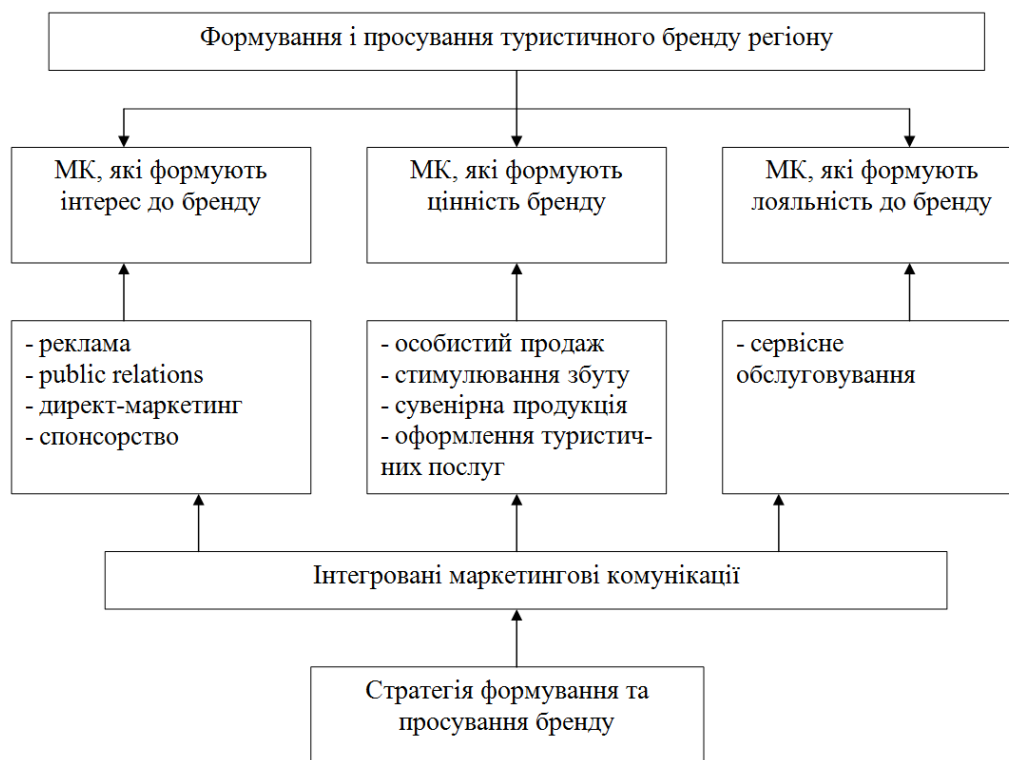 Формування і просування туристичного бренду регіону
МК, які формують
інтерес до бренду
МК, які формують
цінність бренду
МК, які формують
лояльність до бренду
- реклама
- public relations
- директ-маркетинг
- спонсорство
- особистий продаж
- стимулювання збуту
- сувенірна продукція
- оформлення туристич-
них послуг
- сервісне
обслуговування
Інтегровані маркетингові комунікації
Стратегія формування та
просування бренду